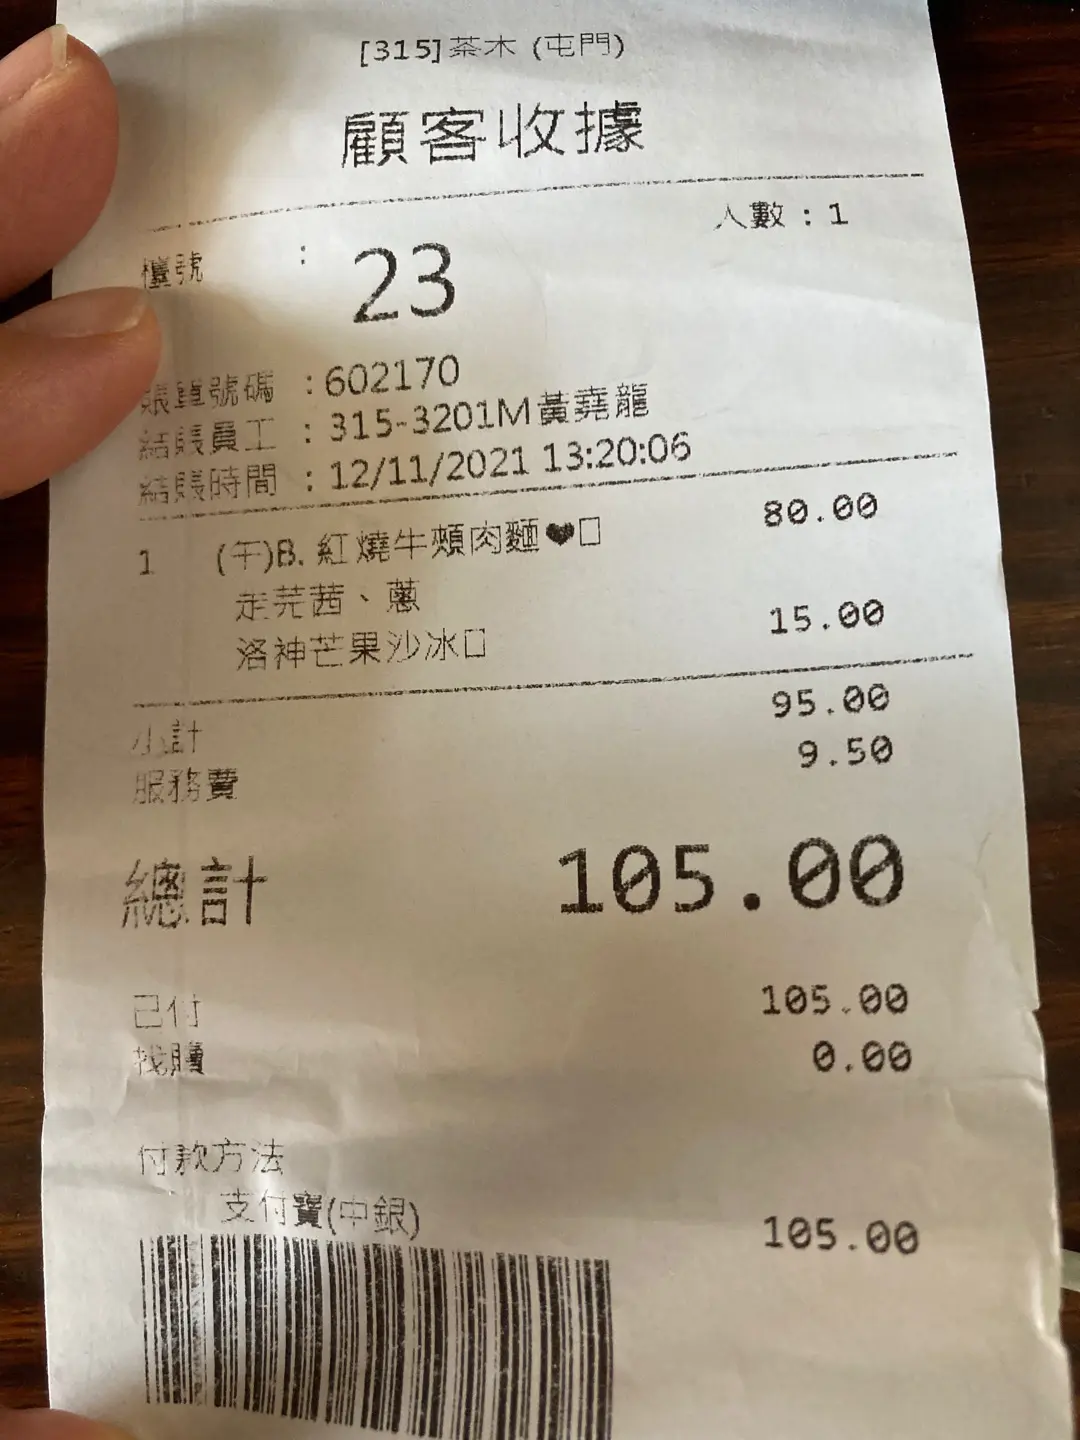 [315]茶木 (屯門)
顧客收據
人數：1
檯號 : 23
賬單號碼 : 602170
結賬員工 : 315-3201M黃堯龍
結賬時間 : 12/11/2021 13:20:06
1 (午)B. 紅燒牛頰肉麵❤□ 80.00
走芫茜、蔥
洛神芒果沙冰□ 15.00
小計 95.00
服務費 9.50
總計 105.00
已付 105.00
找贖 0.00
付款方法
支付寶(中銀) 105.00